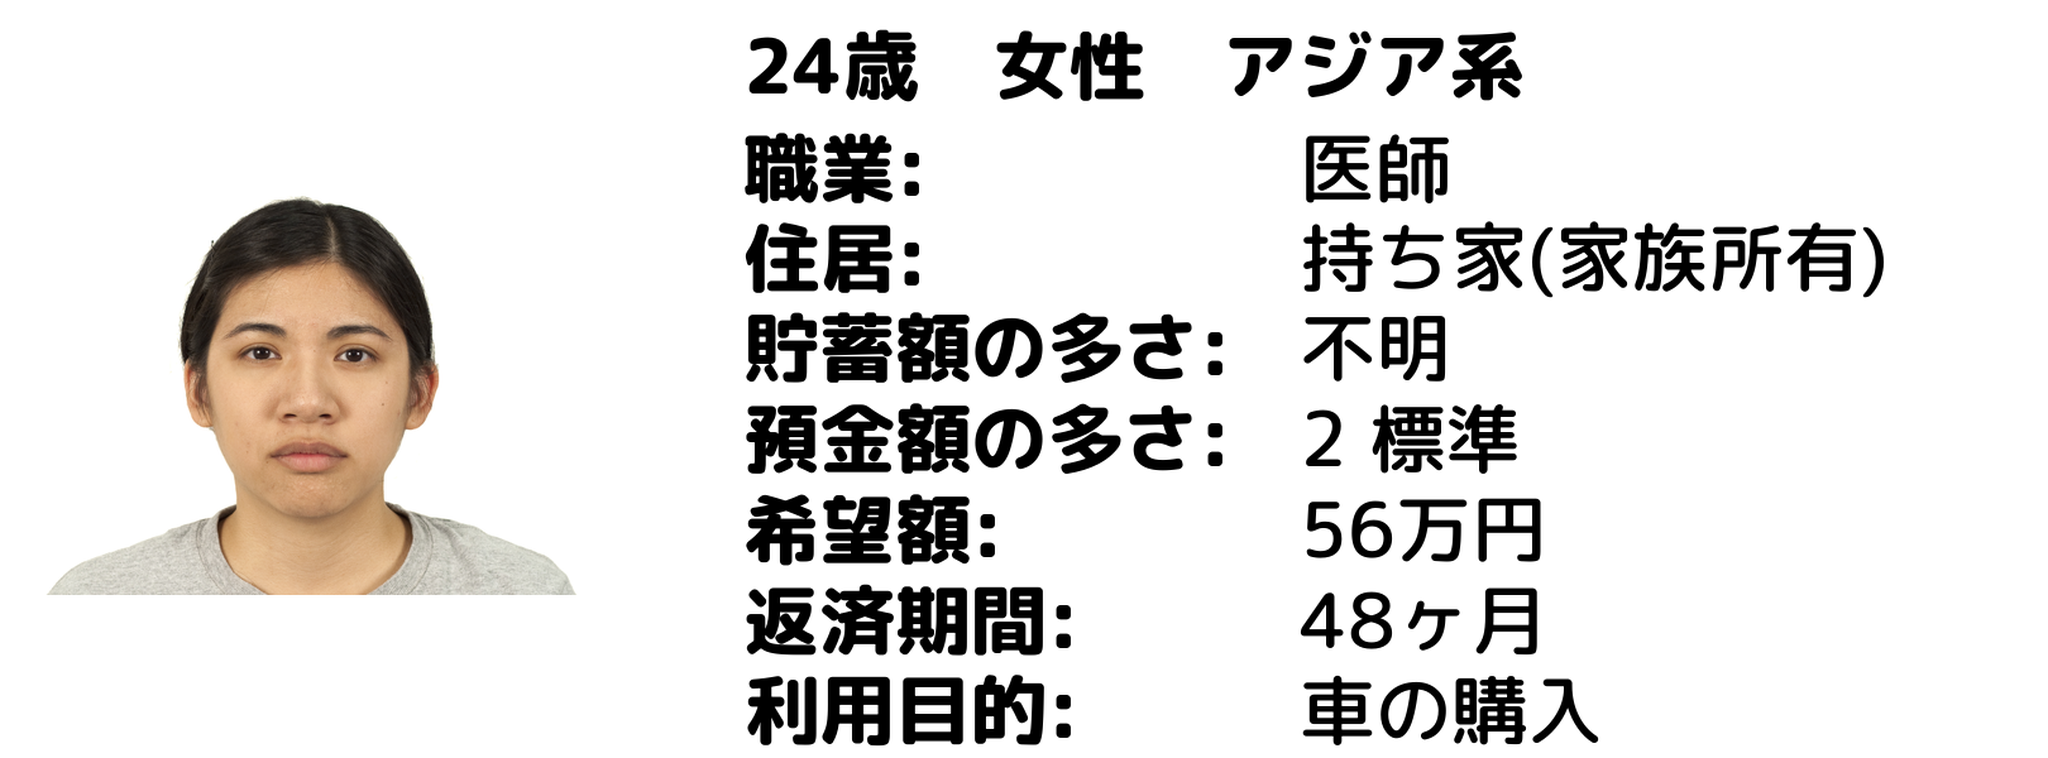 24歳　女性　アジア系
職業: 医師
住居: 持ち家(家族所有)
貯蓄額の多さ: 不明
預金額の多さ: 2 標準
希望額: 56万円
返済期間: 48ヶ月
利用目的: 車の購入